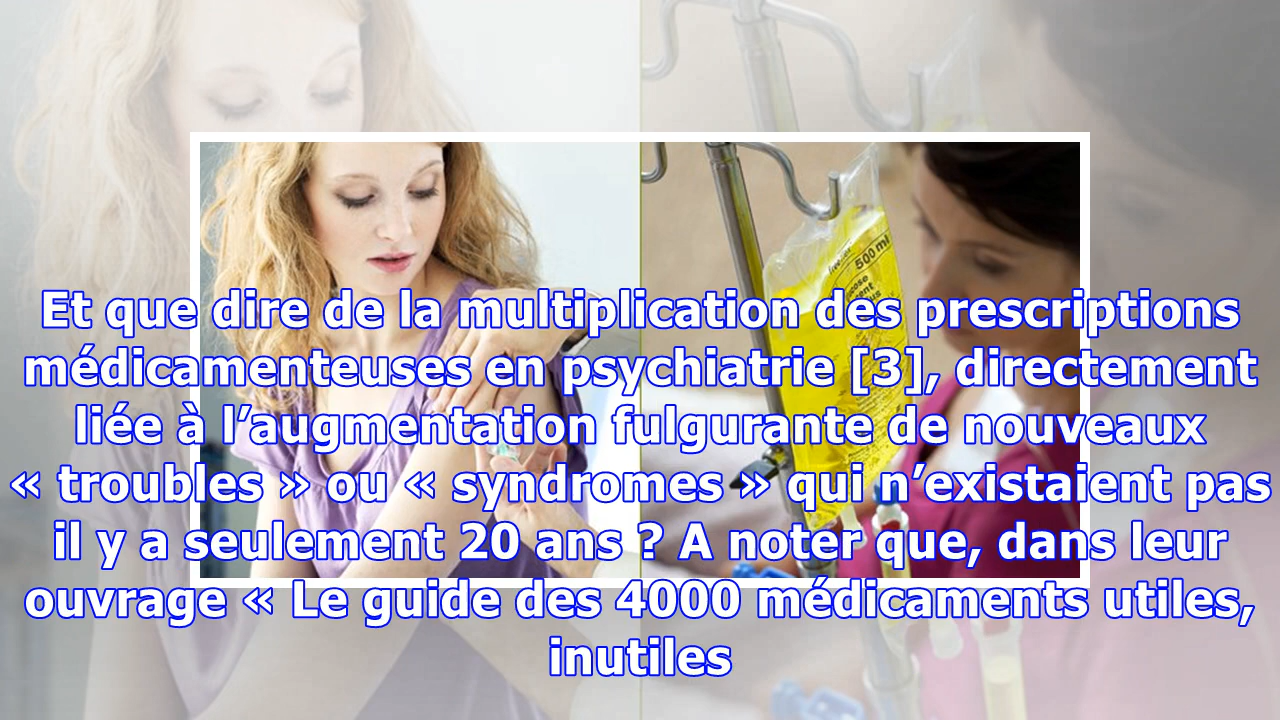 Et que dire de la multiplication des prescriptions
médicamenteuses en psychiatrie [3], directement
liée à l’augmentation fulgurante de nouveaux
« troubles » ou « syndromes » qui n’existaient pas
il y a seulement 20 ans ? A noter que, dans leur
ouvrage « Le guide des 4000 médicaments utiles,
inutiles
500 ml